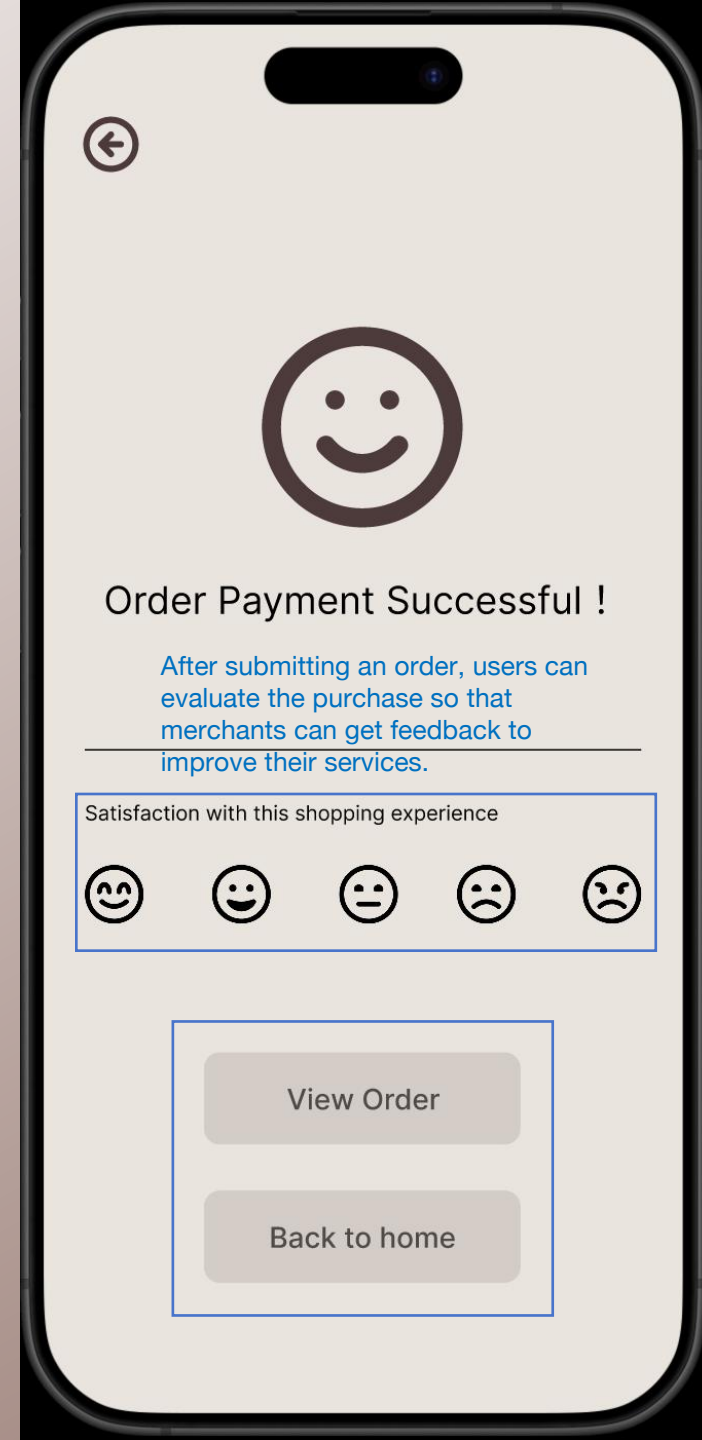 Order Payment Successful！
After submitting an order, users can
evaluate the purchase so that
merchants can get feedback to
improve their services.
Satisfaction with this shopping experience
View Order
Back to home